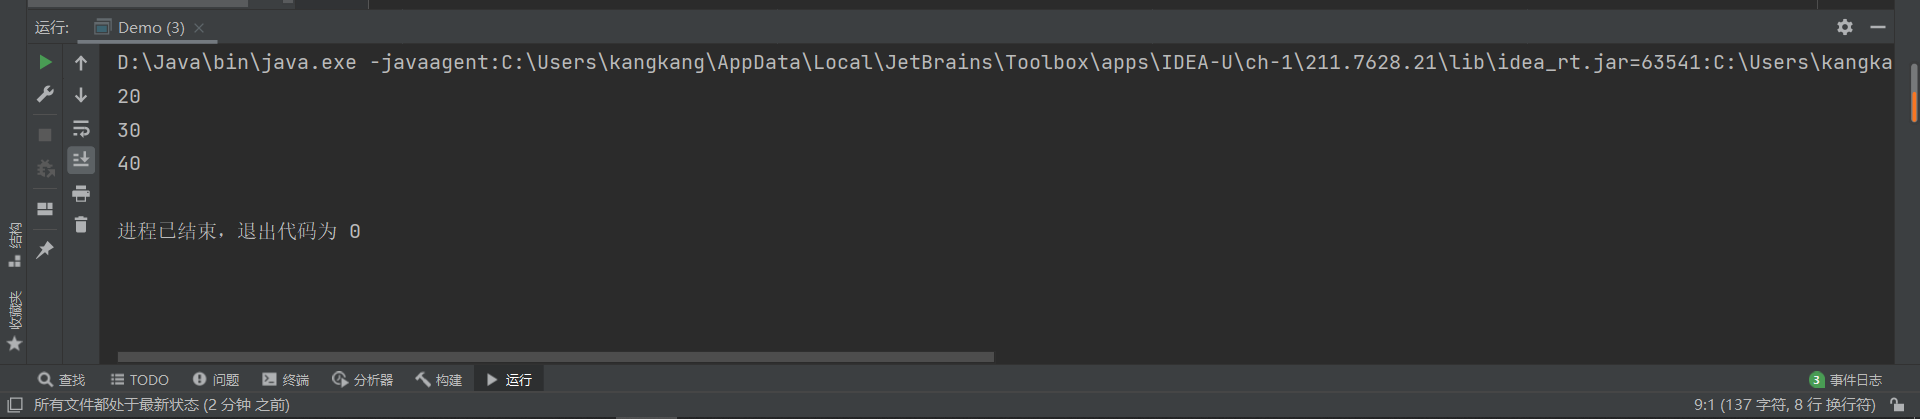 运行:
Demo (3)
D:\Java\bin\java.exe -javaagent:C:\Users\kangkang\AppData\Local\JetBrains\Toolbox\apps\IDEA-U\ch-1\211.7628.21\lib\idea_rt.jar=63541:C:\Users\kangka
20
30
40
进程已结束，退出代码为 0
结构
收藏夹
查找
TODO
问题
终端
分析器
构建
运行
3 事件日志
所有文件都处于最新状态 (2 分钟 之前)
9:1 (137 字符, 8 行 换行符)